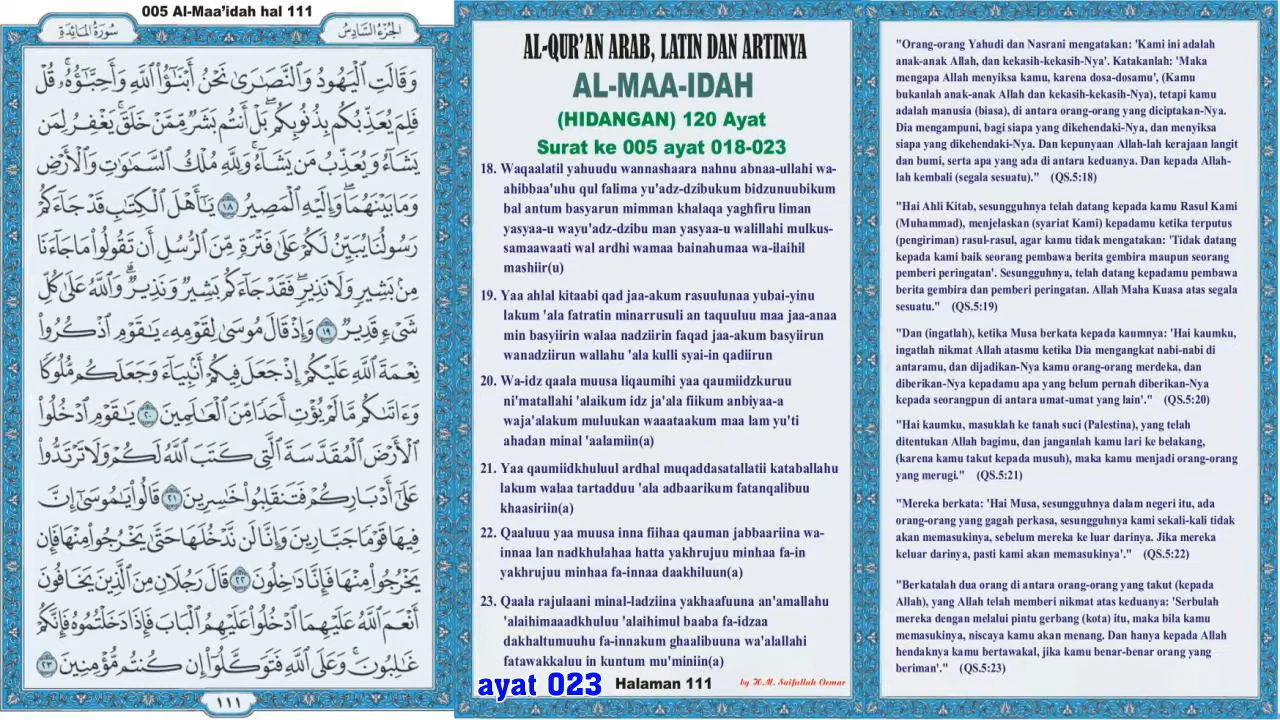 005 Al-Maa'idah hal 111
سورة المائدة
الجزء السادس
وَقَالَتِ ٱلْيَهُودُ وَٱلنَّصَـٰرَىٰ نَحْنُ أَبْنَـٰٓؤُا۟ ٱللَّهِ وَأَحِبَّـٰٓؤُهُۥ ۚ قُلْ
فَلِمَ يُعَذِّبُكُم بِذُنُوبِكُم ۖ بَلْ أَنتُم بَشَرٌ مِّمَّنْ خَلَقَ ۚ يَغْفِرُ لِمَن
يَشَآءُ وَيُعَذِّبُ مَن يَشَآءُ ۚ وَلِلَّهِ مُلْكُ ٱلسَّمَـٰوَٰتِ وَٱلْأَرْضِ
وَمَا بَيْنَهُمَا ۖ وَإِلَيْهِ ٱلْمَصِيرُ ١٨ يَـٰٓأَهْلَ ٱلْكِتَـٰبِ قَدْ جَآءَكُمْ
رَسُولُنَا يُبَيِّنُ لَكُمْ عَلَىٰ فَتْرَةٍ مِّنَ ٱلرُّسُلِ أَن تَقُولُوا۟ مَا جَآءَنَا
مِنۢ بَشِيرٍ وَلَا نَذِيرٍ ۖ فَقَدْ جَآءَكُم بَشِيرٌ وَنَذِيرٌ ۗ وَٱللَّهُ عَلَىٰ كُلِّ
شَىْءٍ قَدِيرٌ ١٩ وَإِذْ قَالَ مُوسَىٰ لِقَوْمِهِۦ يَـٰقَوْمِ ٱذْكُرُوا۟
نِعْمَةَ ٱللَّهِ عَلَيْكُمْ إِذْ جَعَلَ فِيكُمْ أَنۢبِيَآءَ وَجَعَلَكُم مُّلُوكًا
وَءَاتَىٰكُم مَّا لَمْ يُؤْتِ أَحَدًا مِّنَ ٱلْعَـٰلَمِينَ ٢٠ يَـٰقَوْمِ ٱدْخُلُوا۟
ٱلْأَرْضَ ٱلْمُقَدَّسَةَ ٱلَّتِى كَتَبَ ٱللَّهُ لَكُمْ وَلَا تَرْتَدُّوا۟
عَلَىٰٓ أَدْبَارِكُمْ فَتَنقَلِبُوا۟ خَـٰسِرِينَ ٢١ قَالُوا۟ يَـٰمُوسَىٰٓ إِنَّ
فِيهَا قَوْمًا جَبَّارِينَ وَإِنَّا لَن نَّدْخُلَهَا حَتَّىٰ يَخْرُجُوا۟ مِنْهَا فَإِن
يَخْرُجُوا۟ مِنْهَا فَإِنَّا دَٰخِلُونَ ٢٢ قَالَ رَجُلَانِ مِنَ ٱلَّذِينَ يَخَافُونَ
أَنْعَمَ ٱللَّهُ عَلَيْهِمَا ٱدْخُلُوا۟ عَلَيْهِمُ ٱلْبَابَ فَإِذَا دَخَلْتُمُوهُ فَإِنَّكُمْ
غَـٰلِبُونَ ۚ وَعَلَى ٱللَّهِ فَتَوَكَّلُوٓا۟ إِن كُنتُم مُّؤْمِنِينَ ٢٣
١١١
AL-QUR'AN ARAB, LATIN DAN ARTINYA
AL-MAA-IDAH
(HIDANGAN) 120 Ayat
Surat ke 005 ayat 018-023
18. Waqaalatil yahuudu wannashaara nahnu abnaa-ullahi wa-
ahibbaa'uhu qul falima yu'adz-dzibukum bidzunuubikum
bal antum basyarun mimman khalaqa yaghfiru liman
yasyaa-u wayu'adz-dzibu man yasyaa-u walillahi mulkus-
samaawaati wal ardhi wamaa bainahumaa wa-ilaihil
mashiir(u)
19. Yaa ahlal kitaabi qad jaa-akum rasuulunaa yubai-yinu
lakum 'ala fatratin minarrusuli an taquuluu maa jaa-anaa
min basyiirin walaa nadziirin faqad jaa-akum basyiirun
wanadziirun wallahu 'ala kulli syai-in qadiirun
20. Wa-idz qaala muusa liqaumihi yaa qaumiidzkuruu
ni'matallahi 'alaikum idz ja'ala fiikum anbiyaa-a
waja'alakum muluukan waaataakum maa lam yu'ti
ahadan minal 'aalamiin(a)
21. Yaa qaumiidkhuluul ardhal muqaddasatallatii kataballahu
lakum walaa tartadduu 'ala adbaarikum fatanqalibuu
khaasiriin(a)
22. Qaaluuu yaa muusa inna fiihaa qauman jabbaariina wa-
innaa lan nadkhulahaa hatta yakhrujuu minhaa fa-in
yakhrujuu minhaa fa-innaa daakhiluun(a)
23. Qaala rajulaani minal-ladziina yakhaafuuna an'amallahu
'alaihimaaadkhuluu 'alaihimul baaba fa-idzaa
dakhaltumuuhu fa-innakum ghaalibuuna wa'alallahi
fatawakkaluu in kuntum mu'miniin(a)
ayat 023 Halaman 111 by H.M. Saifullah Oemar
"Orang-orang Yahudi dan Nasrani mengatakan: 'Kami ini adalah
anak-anak Allah, dan kekasih-kekasih-Nya'. Katakanlah: 'Maka
mengapa Allah menyiksa kamu, karena dosa-dosamu', (Kamu
bukanlah anak-anak Allah dan kekasih-kekasih-Nya), tetapi kamu
adalah manusia (biasa), di antara orang-orang yang diciptakan-Nya.
Dia mengampuni, bagi siapa yang dikehendaki-Nya, dan menyiksa
siapa yang dikehendaki-Nya. Dan kepunyaan Allah-lah kerajaan langit
dan bumi, serta apa yang ada di antara keduanya. Dan kepada Allah-
lah kembali (segala sesuatu)." (QS.5:18)
"Hai Ahli Kitab, sesungguhnya telah datang kepada kamu Rasul Kami
(Muhammad), menjelaskan (syariat Kami) kepadamu ketika terputus
(pengiriman) rasul-rasul, agar kamu tidak mengatakan: 'Tidak datang
kepada kami baik seorang pembawa berita gembira maupun seorang
pemberi peringatan'. Sesungguhnya, telah datang kepadamu pembawa
berita gembira dan pemberi peringatan. Allah Maha Kuasa atas segala
sesuatu." (QS.5:19)
"Dan (ingatlah), ketika Musa berkata kepada kaumnya: 'Hai kaumku,
ingatlah nikmat Allah atasmu ketika Dia mengangkat nabi-nabi di
antaramu, dan dijadikan-Nya kamu orang-orang merdeka, dan
diberikan-Nya kepadamu apa yang belum pernah diberikan-Nya
kepada seorangpun di antara umat-umat yang lain'." (QS.5:20)
"Hai kaumku, masuklah ke tanah suci (Palestina), yang telah
ditentukan Allah bagimu, dan janganlah kamu lari ke belakang,
(karena kamu takut kepada musuh), maka kamu menjadi orang-orang
yang merugi." (QS.5:21)
"Mereka berkata: 'Hai Musa, sesungguhnya dalam negeri itu, ada
orang-orang yang gagah perkasa, sesungguhnya kami sekali-kali tidak
akan memasukinya, sebelum mereka ke luar darinya. Jika mereka
keluar darinya, pasti kami akan memasukinya'." (QS.5:22)
"Berkatalah dua orang di antara orang-orang yang takut (kepada
Allah), yang Allah telah memberi nikmat atas keduanya: 'Serbulah
mereka dengan melalui pintu gerbang (kota) itu, maka bila kamu
memasukinya, niscaya kamu akan menang. Dan hanya kepada Allah
hendaknya kamu bertawakal, jika kamu benar-benar orang yang
beriman'." (QS.5:23)